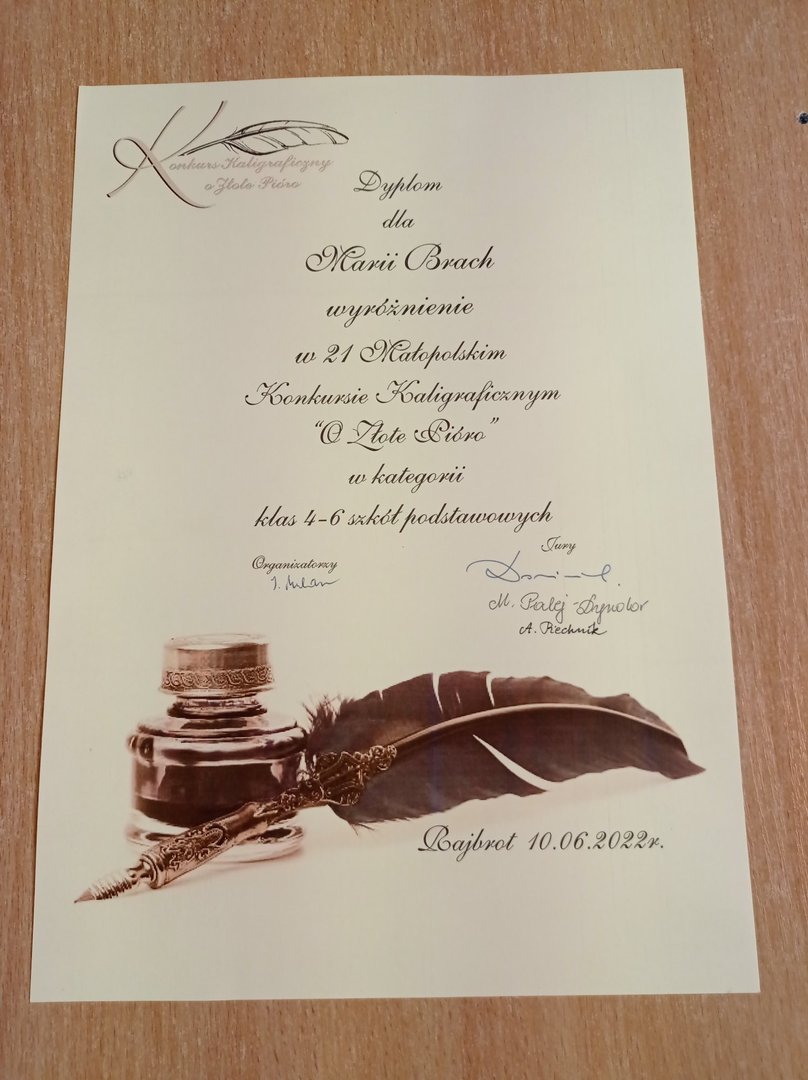 Konkurs Kaligraficzny
o Złote Pióro
Dyplom
dla
Marii Brach
wyróżnienie
w 21 Małopolskim
Konkursie Kaligraficznym
“O Złote Pióro”
w kategorii
klas 4-6 szkół podstawowych
Jury
Organizatorzy
M. Palej
A. Piechnik
Rajbrot 10.06.2022r.